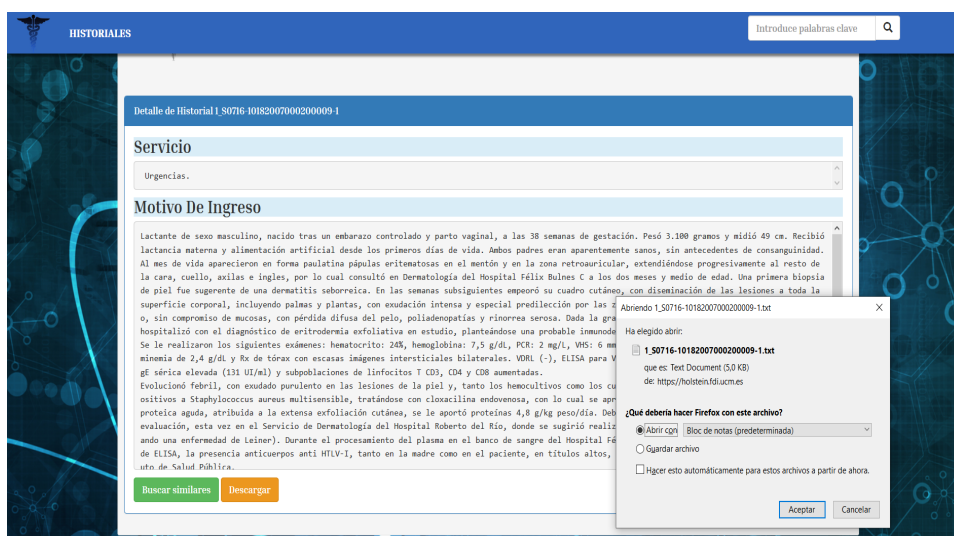 HISTORIALES
Introduce palabras clave
Detalle de Historial 1_S0716-10182007000200009-1
Servicio
Urgencias.
Motivo De Ingreso
Lactante de sexo masculino, nacido tras un embarazo controlado y parto vaginal, a las 38 semanas de gestación. Pesó 3.100 gramos y midió 49 cm. Recibió
lactancia materna y alimentación artificial desde los primeros días de vida. Ambos padres eran aparentemente sanos, sin antecedentes de consanguinidad.
Al mes de vida aparecieron en forma paulatina pápulas eritematosas en el mentón y en la zona retroauricular, extendiéndose progresivamente al resto de
la cara, cuello, axilas e ingles, por lo cual consultó en Dermatología del Hospital Félix Bulnes C a los dos meses y medio de edad. Una primera biopsia
de piel fue sugerente de una dermatitis seborreica. En las semanas subsiguientes empeoró su cuadro cutáneo, con diseminación de las lesiones a toda la
superficie corporal, incluyendo palmas y plantas, con exudación intensa y especial predilección por las z
o, sin compromiso de mucosas, con pérdida difusa del pelo, poliadenopatías y rinorrea serosa. Dada la gra
hospitalizó con el diagnóstico de eritrodermia exfoliativa en estudio, planteándose una probable inmunode
Se le realizaron los siguientes exámenes: hematocrito: 24%, hemoglobina: 7,5 g/dL, PCR: 2 mg/L, VHS: 6 mm
minemia de 2,4 g/dL y Rx de tórax con escasas imágenes intersticiales bilaterales. VDRL (-), ELISA para V
gE sérica elevada (131 UI/ml) y subpoblaciones de linfocitos T CD3, CD4 y CD8 aumentadas.
Evolucionó febril, con exudado purulento en las lesiones de la piel y, tanto los hemocultivos como los cu
ositivos a Staphylococcus aureus multisensible, tratándose con cloxacilina endovenosa, con lo cual se apr
proteica aguda, atribuida a la extensa exfoliación cutánea, se le aportó proteínas 4,8 g/kg peso/día. Deb
evaluación, esta vez en el Servicio de Dermatología del Hospital Roberto del Río, donde se sugirió realiz
ando una enfermedad de Leiner). Durante el procesamiento del plasma en el banco de sangre del Hospital Fé
de ELISA, la presencia anticuerpos anti HTLV-I, tanto en la madre como en el paciente, en títulos altos,
uto de Salud Pública.
Buscar similares
Descargar
Abriendo 1_S0716-10182007000200009-1.txt
Ha elegido abrir:
1_S0716-10182007000200009-1.txt
que es: Text Document (5,0 KB)
de: https://holstein.fdi.ucm.es
¿Qué debería hacer Firefox con este archivo?
Abrir con Bloc de notas (predeterminada)
Guardar archivo
Hacer esto automáticamente para estos archivos a partir de ahora.
Aceptar Cancelar